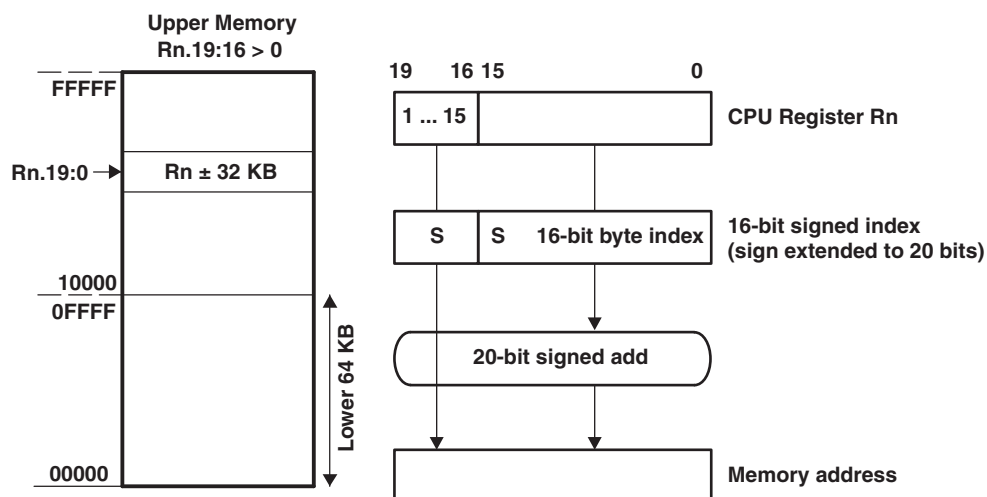 Upper Memory
Rn.19:16 > 0
FFFFF
Rn.19:0
Rn ± 32 KB
10000
0FFFF
Lower 64 KB
00000
19 16 15 0
1 ... 15
CPU Register Rn
S S 16-bit byte index
16-bit signed index
(sign extended to 20 bits)
20-bit signed add
Memory address